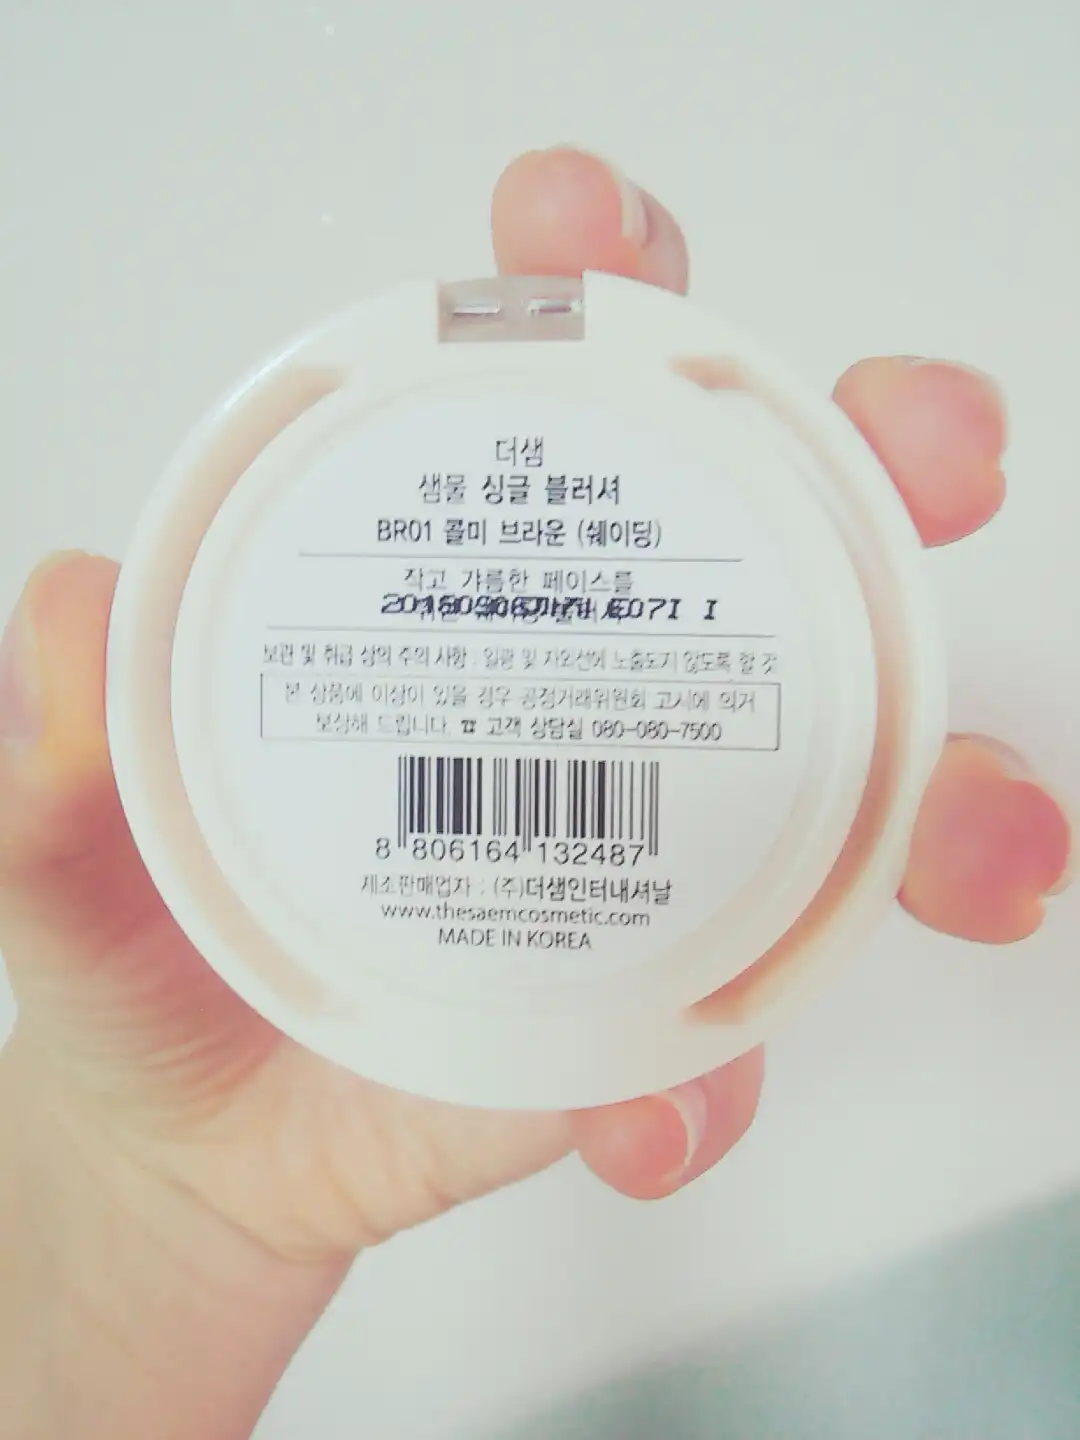 더샘
샘물 싱글 블러셔
BR01 콜미 브라운 (쉐이딩)
작고 갸름한 페이스를
보관 및 취급 상의 주의 사항 : 일광 및 자외선에 노출되기 않도록 할 것
본 상품에 이상이 있을 경우 공정거래위원회 고시에 의거
보상해 드립니다. ☎ 고객 상담실 080-080-7500
8 806164 132487
제조판매업자 : (주)더샘인터내셔날
www.thesaemcosmetic.com
MADE IN KOREA